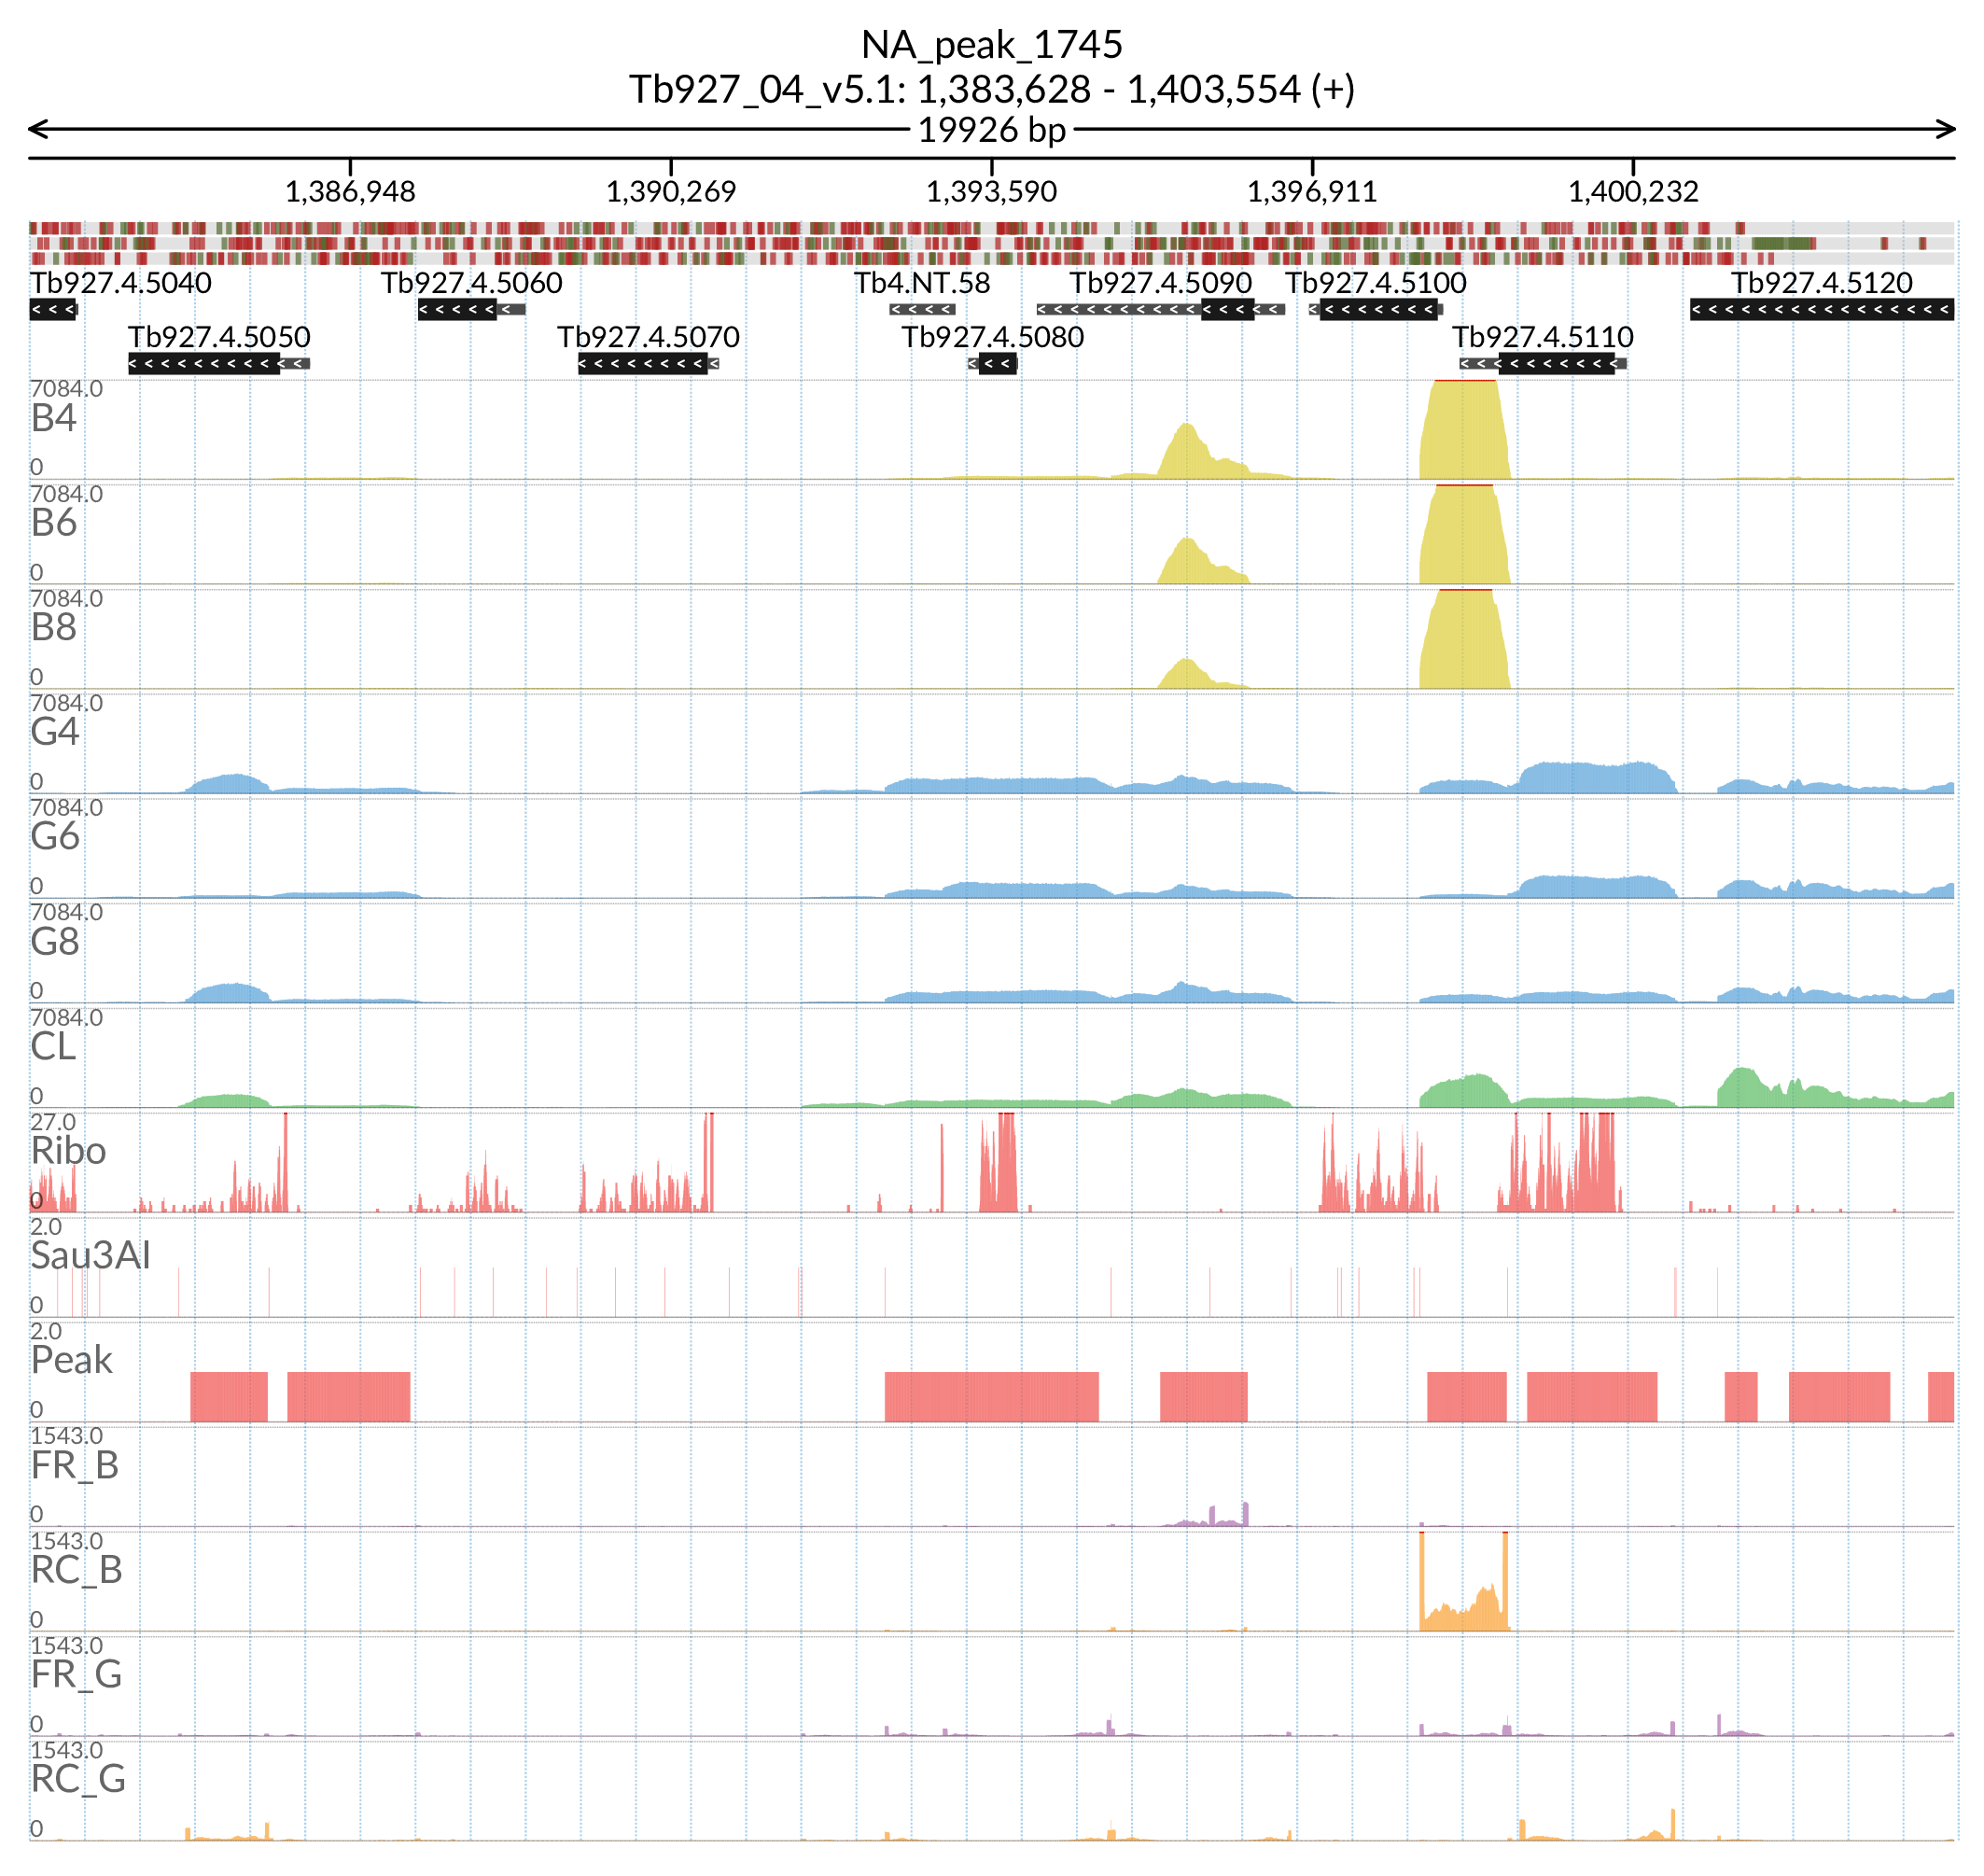 NA_peak_1745
Tb927_04_v5.1: 1,383,628 - 1,403,554 (+)
19926 bp
1,386,948 1,390,269 1,393,590 1,396,911 1,400,232
Tb927.4.5040 Tb927.4.5060 Tb4.NT.58 Tb927.4.5090 Tb927.4.5100 Tb927.4.5120
Tb927.4.5050 Tb927.4.5070 Tb927.4.5080 Tb927.4.5110
7084.0
B4
0
7084.0
B6
0
7084.0
B8
0
7084.0
G4
0
7084.0
G6
0
7084.0
G8
0
7084.0
CL
0
27.0
Ribo
0
2.0
Sau3AI
0
2.0
Peak
0
1543.0
FR_B
0
1543.0
RC_B
0
1543.0
FR_G
0
1543.0
RC_G
0